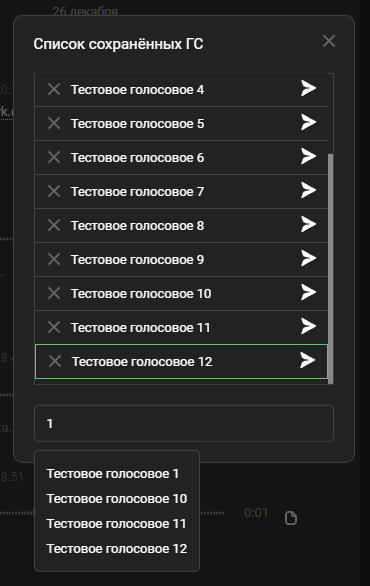 26 декабря
Список сохранённых ГС
Тестовое голосовое 4
Тестовое голосовое 5
Тестовое голосовое 6
Тестовое голосовое 7
Тестовое голосовое 8
Тестовое голосовое 9
Тестовое голосовое 10
Тестовое голосовое 11
Тестовое голосовое 12
1
Тестовое голосовое 1
Тестовое голосовое 10
Тестовое голосовое 11
Тестовое голосовое 12
8:51
0:01